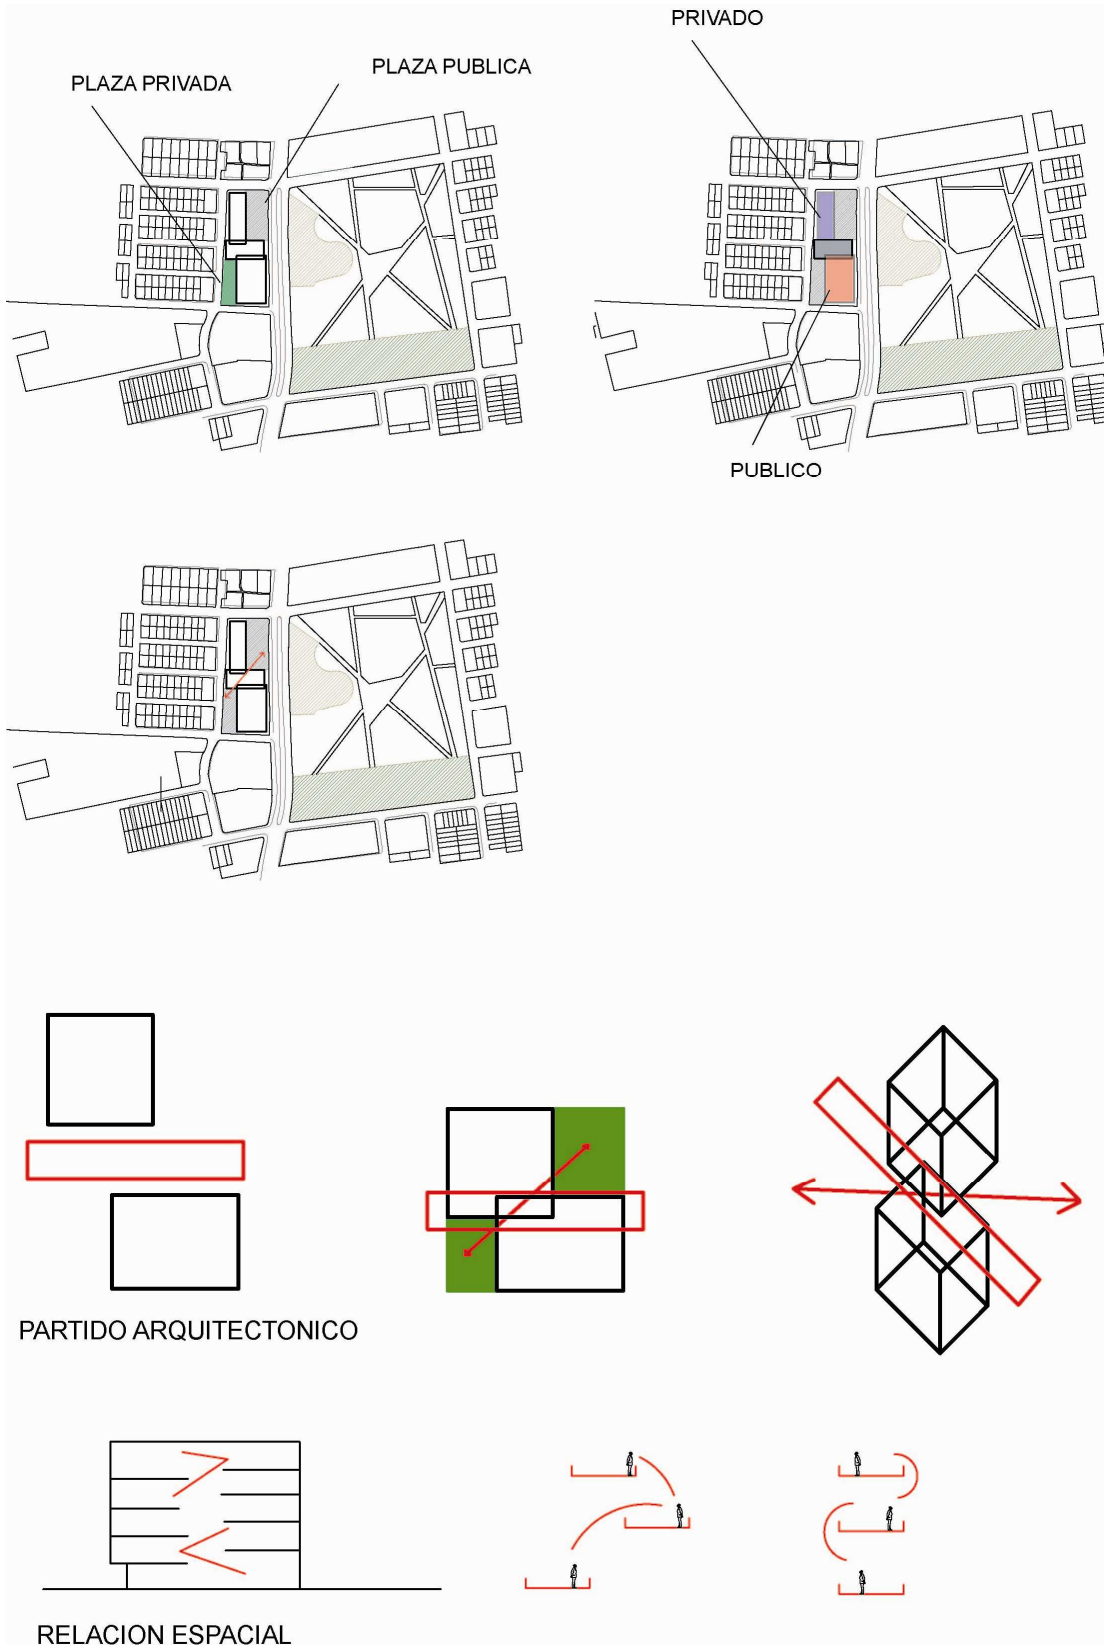 PRIVADO
PLAZA PUBLICA
PLAZA PRIVADA
PUBLICO
PARTIDO ARQUITECTONICO
RELACION ESPACIAL